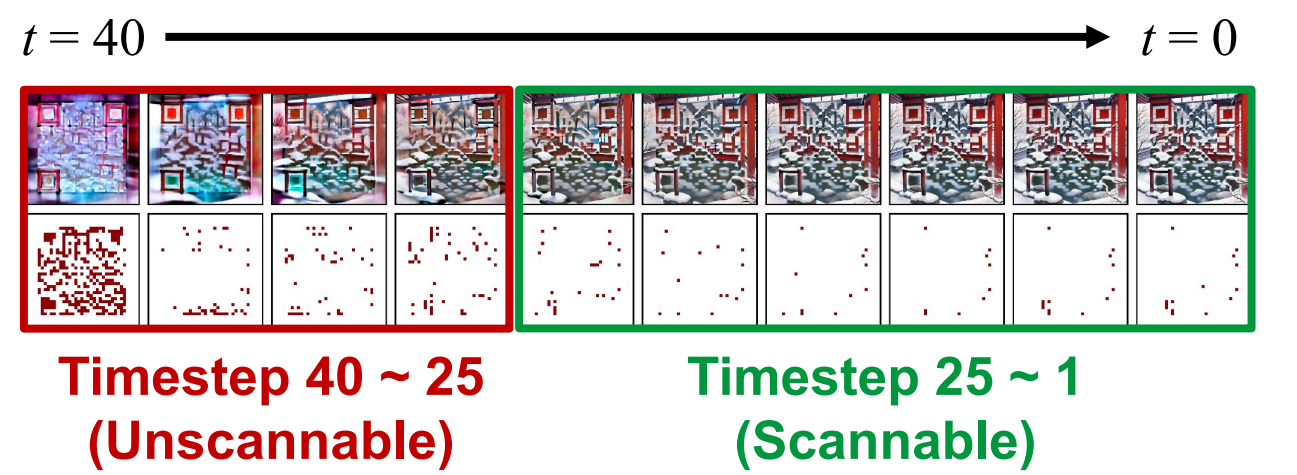 t = 40
t = 0
Timestep 40 ~ 25
(Unscannable)
Timestep 25 ~ 1
(Scannable)